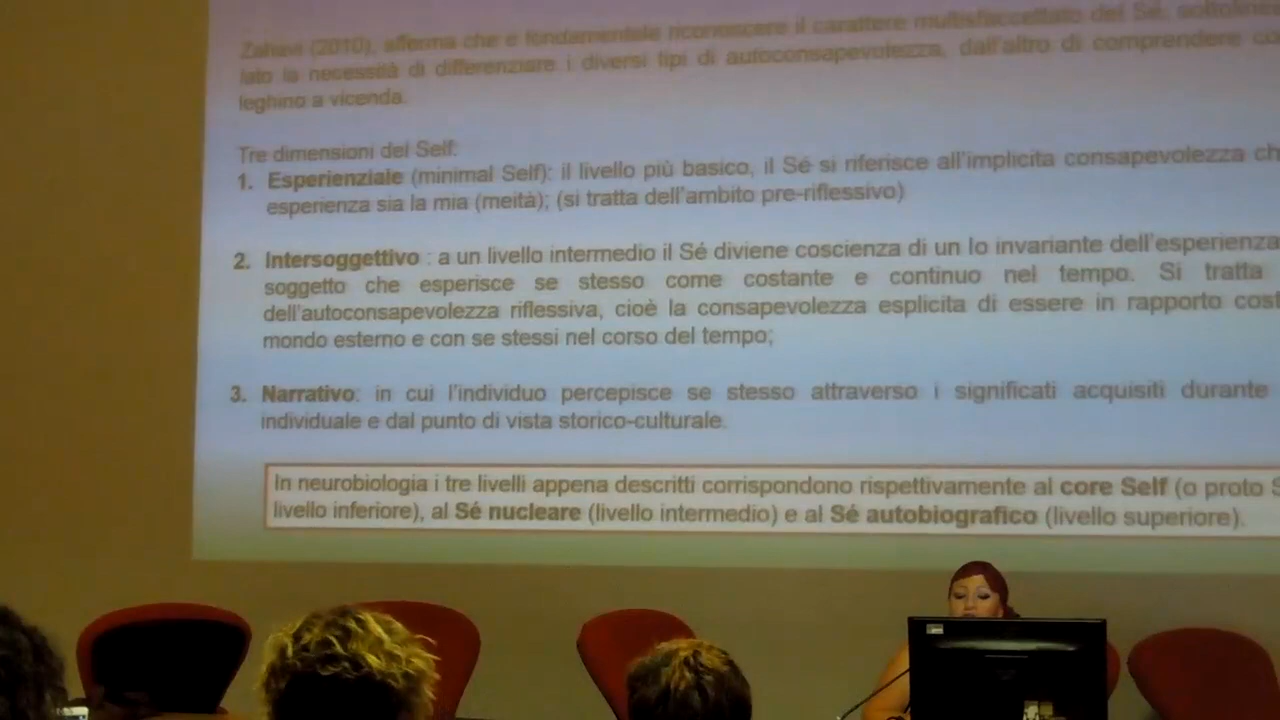 Zahavi (2010), afferma che è fondamentale riconoscere il carattere multisfaccettato del Sé,
lato la necessità di differenziare i diversi tipi di autoconsapevolezza, dall'altro di comprendere
leghino a vicenda.
Tre dimensioni del Self:
1. Esperienziale (minimal Self): il livello più basico, il Sé si riferisce all'implicita consapevolezza
esperienza sia la mia (meità); (si tratta dell'ambito pre-riflessivo)
2. Intersoggettivo : a un livello intermedio il Sé diviene coscienza di un Io invariante dell'esperienza
soggetto che esperisce se stesso come costante e continuo nel tempo. Si tratta
dell'autoconsapevolezza riflessiva, cioè la consapevolezza esplicita di essere in rapporto
mondo esterno e con se stessi nel corso del tempo;
3. Narrativo: in cui l'individuo percepisce se stesso attraverso i significati acquisiti durante
individuale e dal punto di vista storico-culturale.
In neurobiologia i tre livelli appena descritti corrispondono rispettivamente al core Self (o proto
livello inferiore), al Sé nucleare (livello intermedio) e al Sé autobiografico (livello superiore).